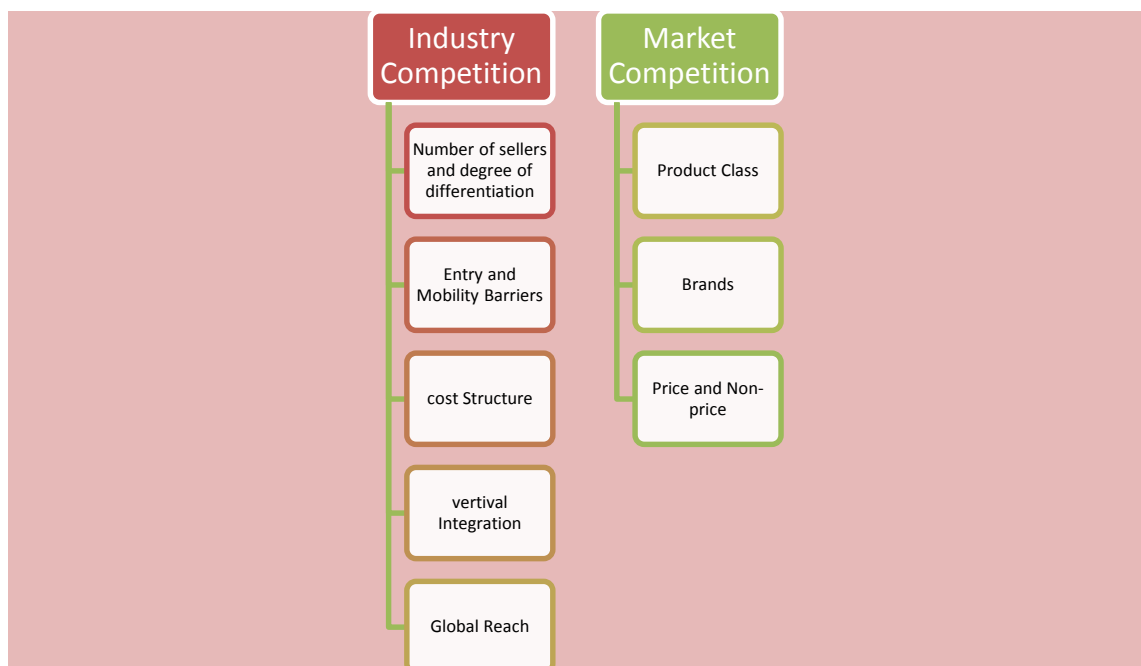 Industry
Competition
Number of sellers
and degree of
differentiation
Entry and
Mobility Barriers
cost Structure
vertival
Integration
Global Reach
Market
Competition
Product Class
Brands
Price and Non-
price